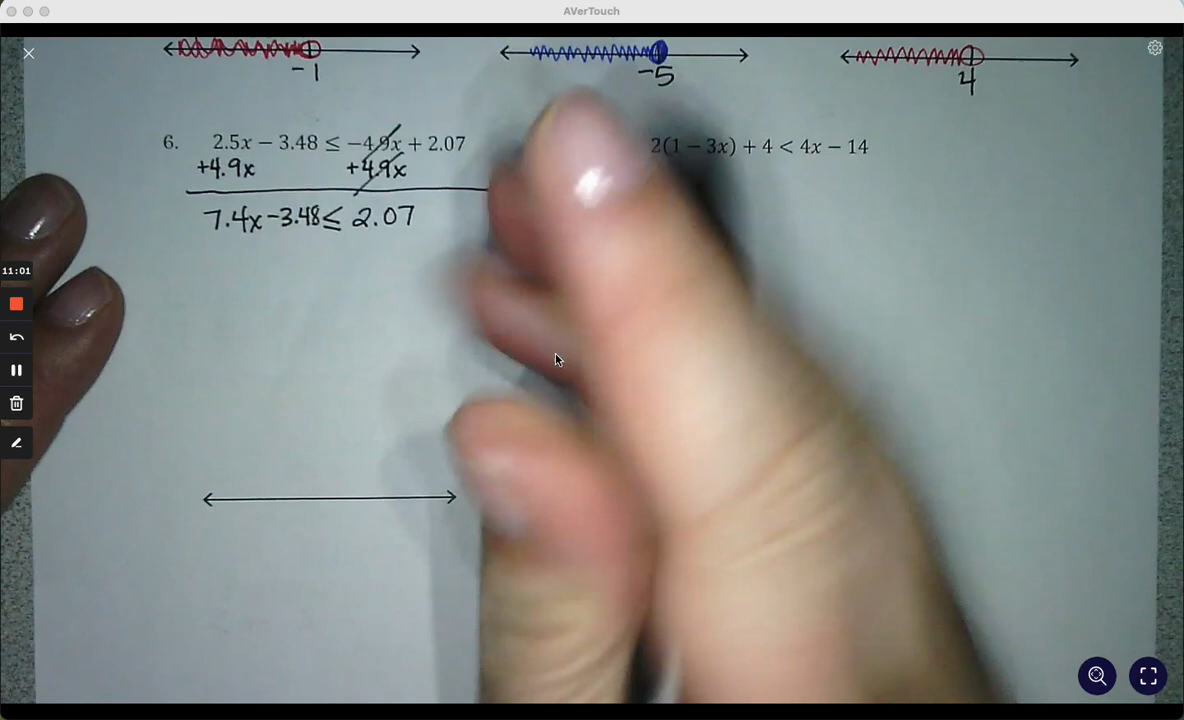 AVerTouch
-1
-5
4
6. 2.5x − 3.48 ≤ −4.9x + 2.07
+4.9x +4.9x
7.4x-3.48≤ 2.07
2(1 − 3x) + 4 < 4x − 14
11:01